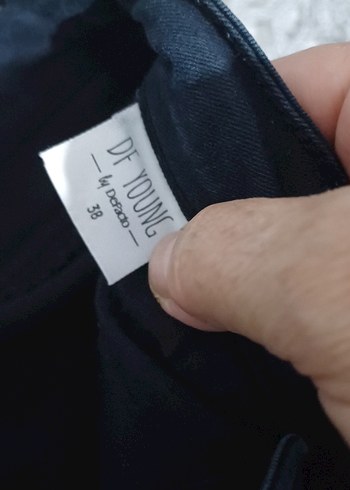 DF YOUNG
— by DeFacto —
38